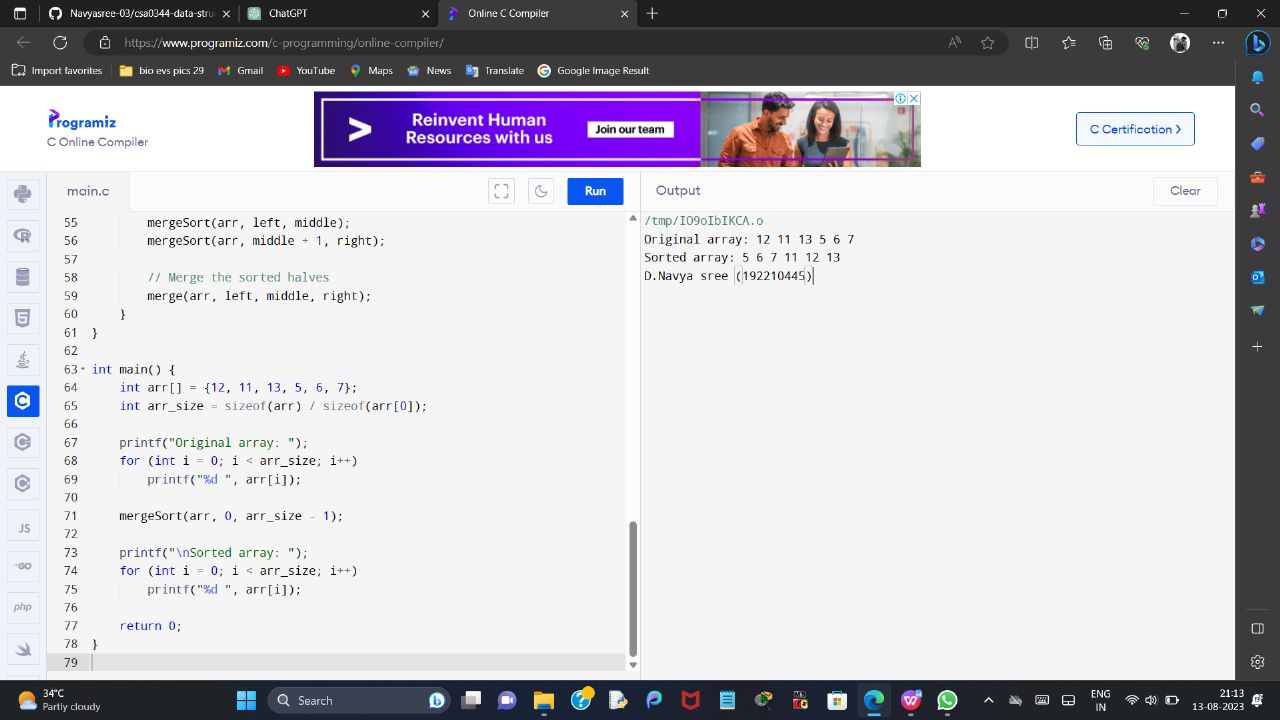 Navyasree-03/csa0344-data-stru
ChatGPT
Online C Compiler
https://www.programiz.com/c-programming/online-compiler/
Import favorites
bio evs pics 29
Gmail
YouTube
Maps
News
Translate
Google Image Result
Programiz
C Online Compiler
Reinvent Human
Resources with us
Join our team
C Certification
main.c
Run
Output
Clear
55 mergeSort(arr, left, middle);
56 mergeSort(arr, middle + 1, right);
57
58 // Merge the sorted halves
59 merge(arr, left, middle, right);
60 }
61 }
62
63 int main() {
64 int arr[] = {12, 11, 13, 5, 6, 7};
65 int arr_size = sizeof(arr) / sizeof(arr[0]);
66
67 printf("Original array: ");
68 for (int i = 0; i < arr_size; i++)
69 printf("%d ", arr[i]);
70
71 mergeSort(arr, 0, arr_size - 1);
72
73 printf("\nSorted array: ");
74 for (int i = 0; i < arr_size; i++)
75 printf("%d ", arr[i]);
76
77 return 0;
78 }
79
/tmp/IO9oIbIKCA.o
Original array: 12 11 13 5 6 7
Sorted array: 5 6 7 11 12 13
D.Navya sree (192210445)
JS
GO
php
34°C
Partly cloudy
Search
ENG
IN
21:13
13-08-2023